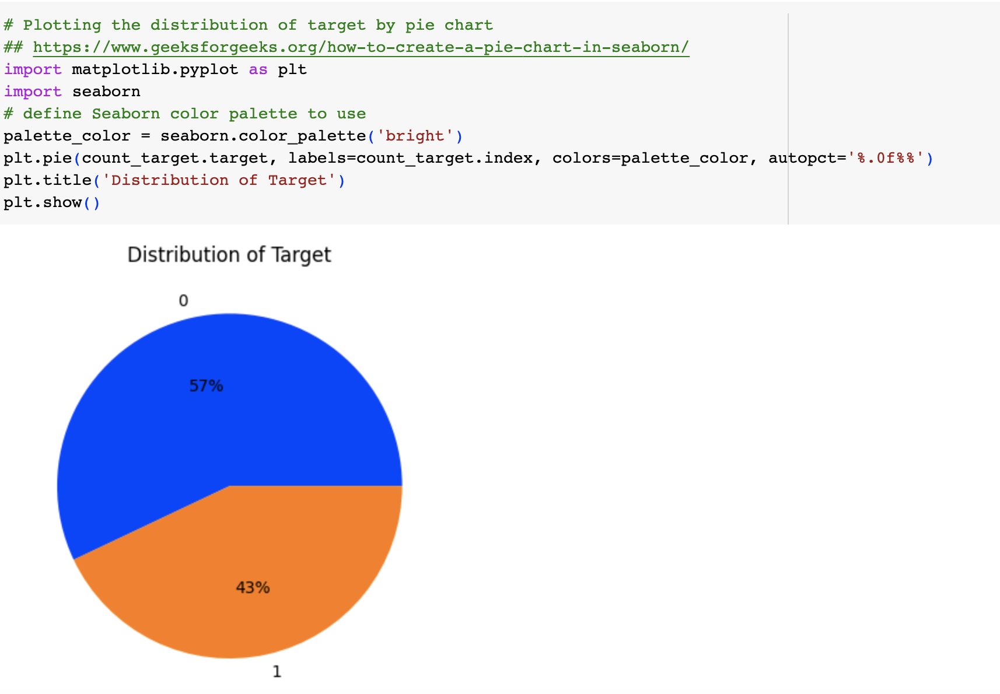 # Plotting the distribution of target by pie chart
## https://www.geeksforgeeks.org/how-to-create-a-pie-chart-in-seaborn/
import matplotlib.pyplot as plt
import seaborn
# define Seaborn color palette to use
palette_color = seaborn.color_palette('bright')
plt.pie(count_target.target, labels=count_target.index, colors=palette_color, autopct='%.0f%%')
plt.title('Distribution of Target')
plt.show()
Distribution of Target
0
57%
43%
1